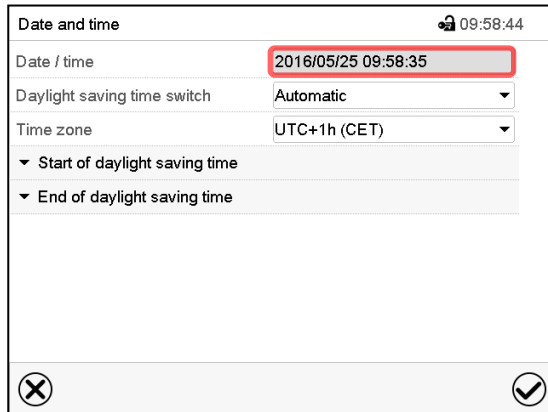 Date and time 09:58:44
Date / time 2016/05/25 09:58:35
Daylight saving time switch Automatic
Time zone UTC+1h (CET)
Start of daylight saving time
End of daylight saving time